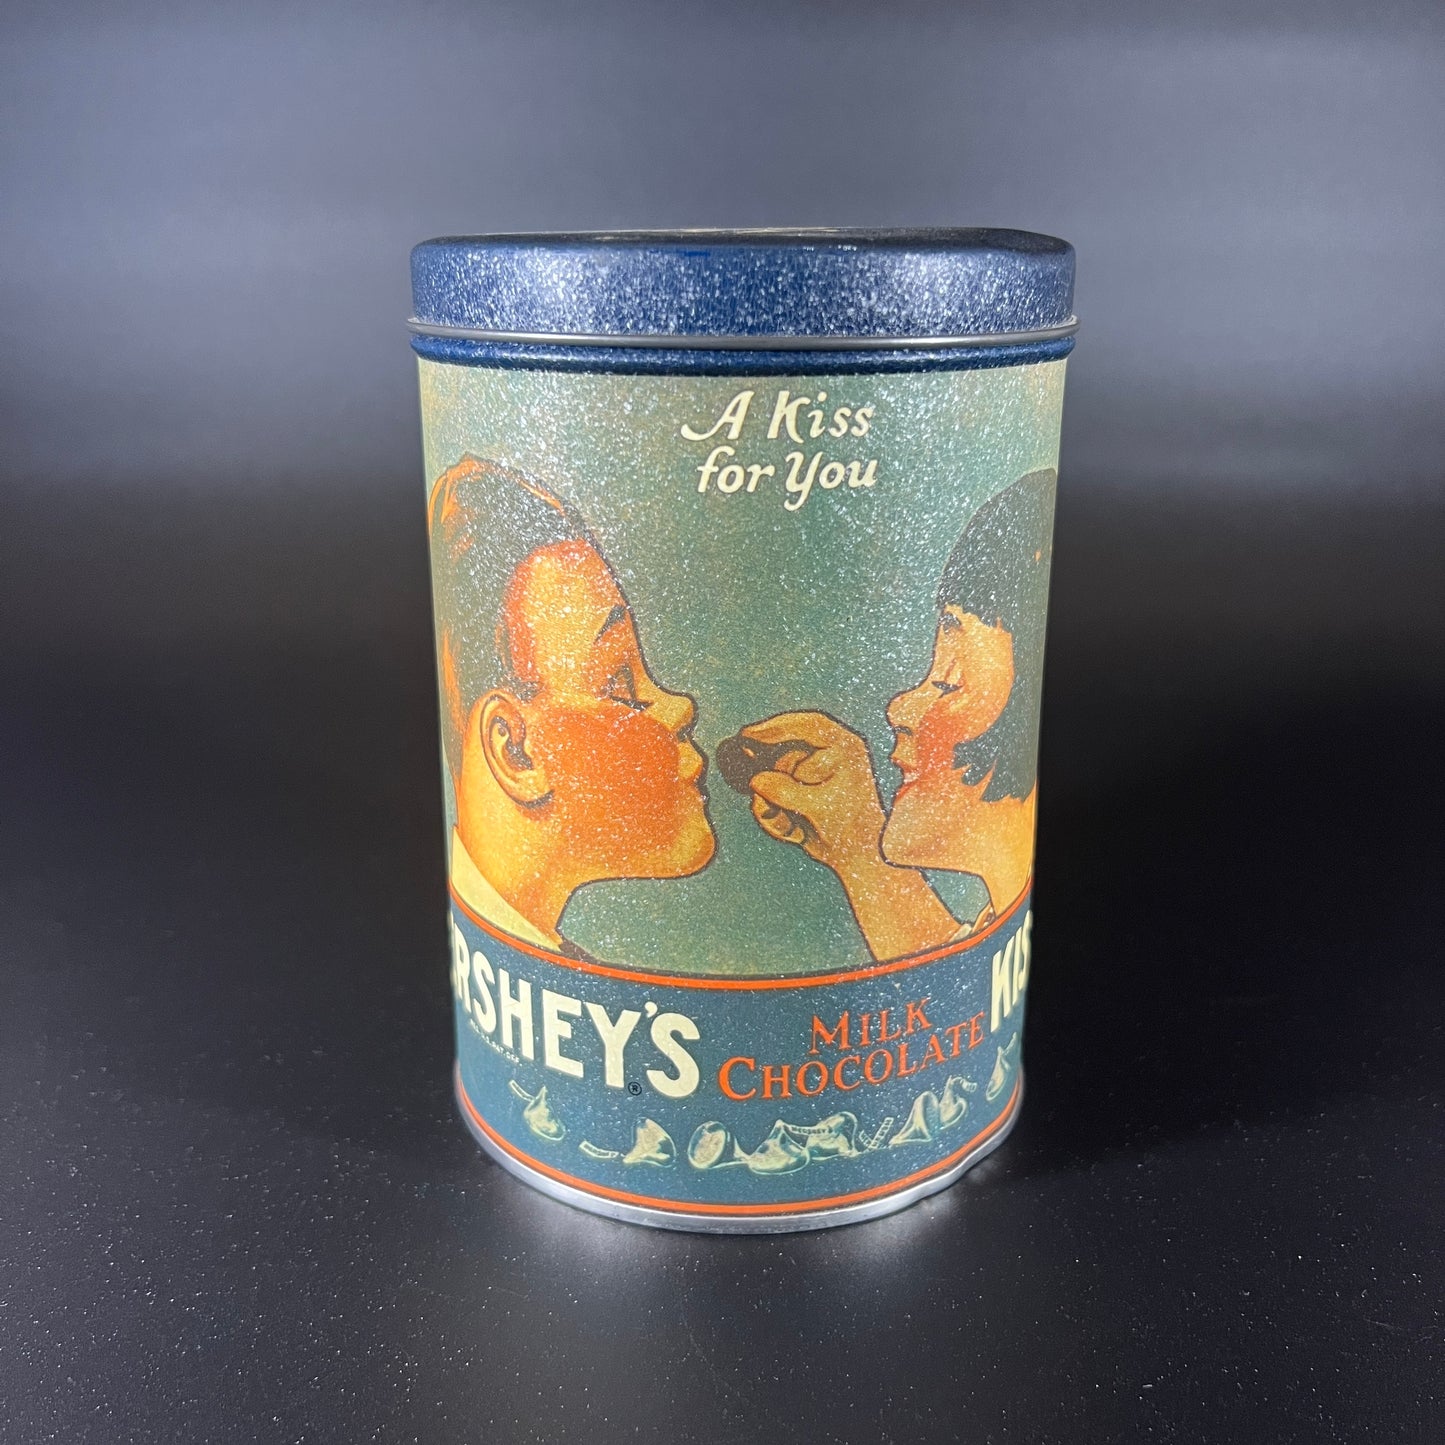 A Kiss
for You
RSHEY'S
®
MILK
CHOCOLATE
KIS